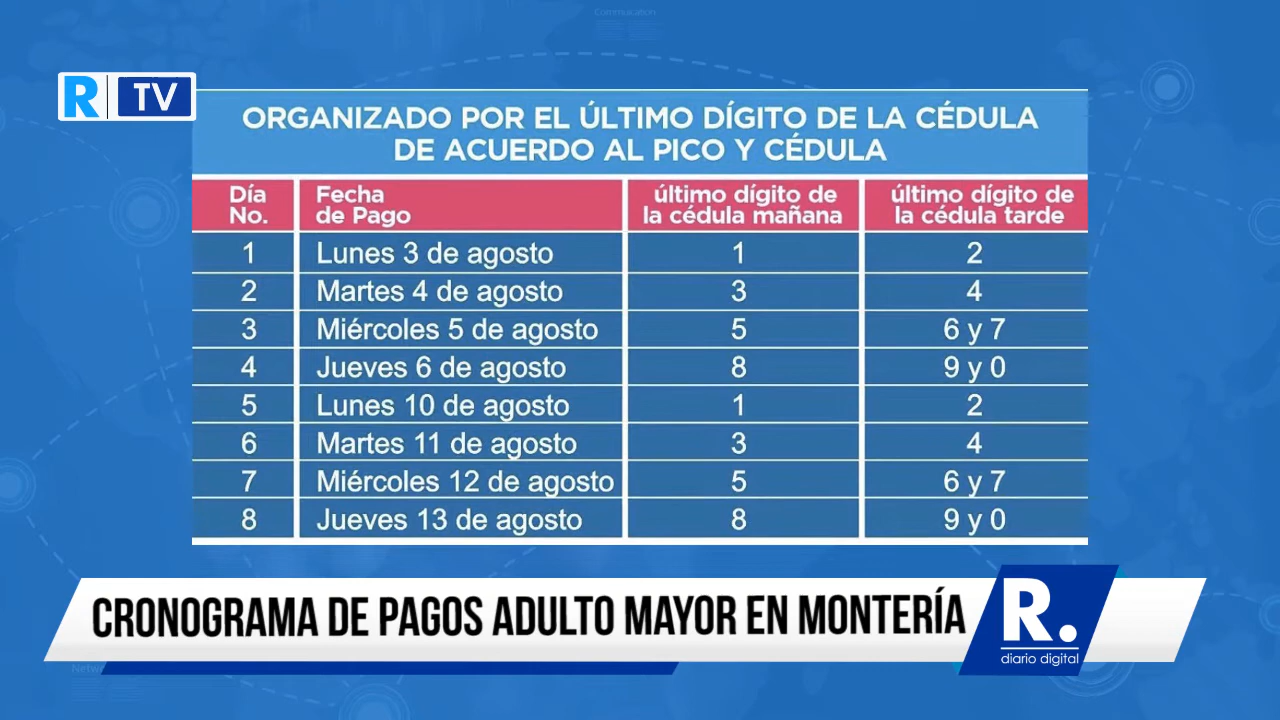 Communication
R TV
ORGANIZADO POR EL ÚLTIMO DÍGITO DE LA CÉDULA
DE ACUERDO AL PICO Y CÉDULA
Día No. Fecha de Pago último dígito de la cédula mañana último dígito de la cédula tarde
1 Lunes 3 de agosto 1 2
2 Martes 4 de agosto 3 4
3 Miércoles 5 de agosto 5 6 y 7
4 Jueves 6 de agosto 8 9 y 0
5 Lunes 10 de agosto 1 2
6 Martes 11 de agosto 3 4
7 Miércoles 12 de agosto 5 6 y 7
8 Jueves 13 de agosto 8 9 y 0
CRONOGRAMA DE PAGOS ADULTO MAYOR EN MONTERÍA
R.
diario digital